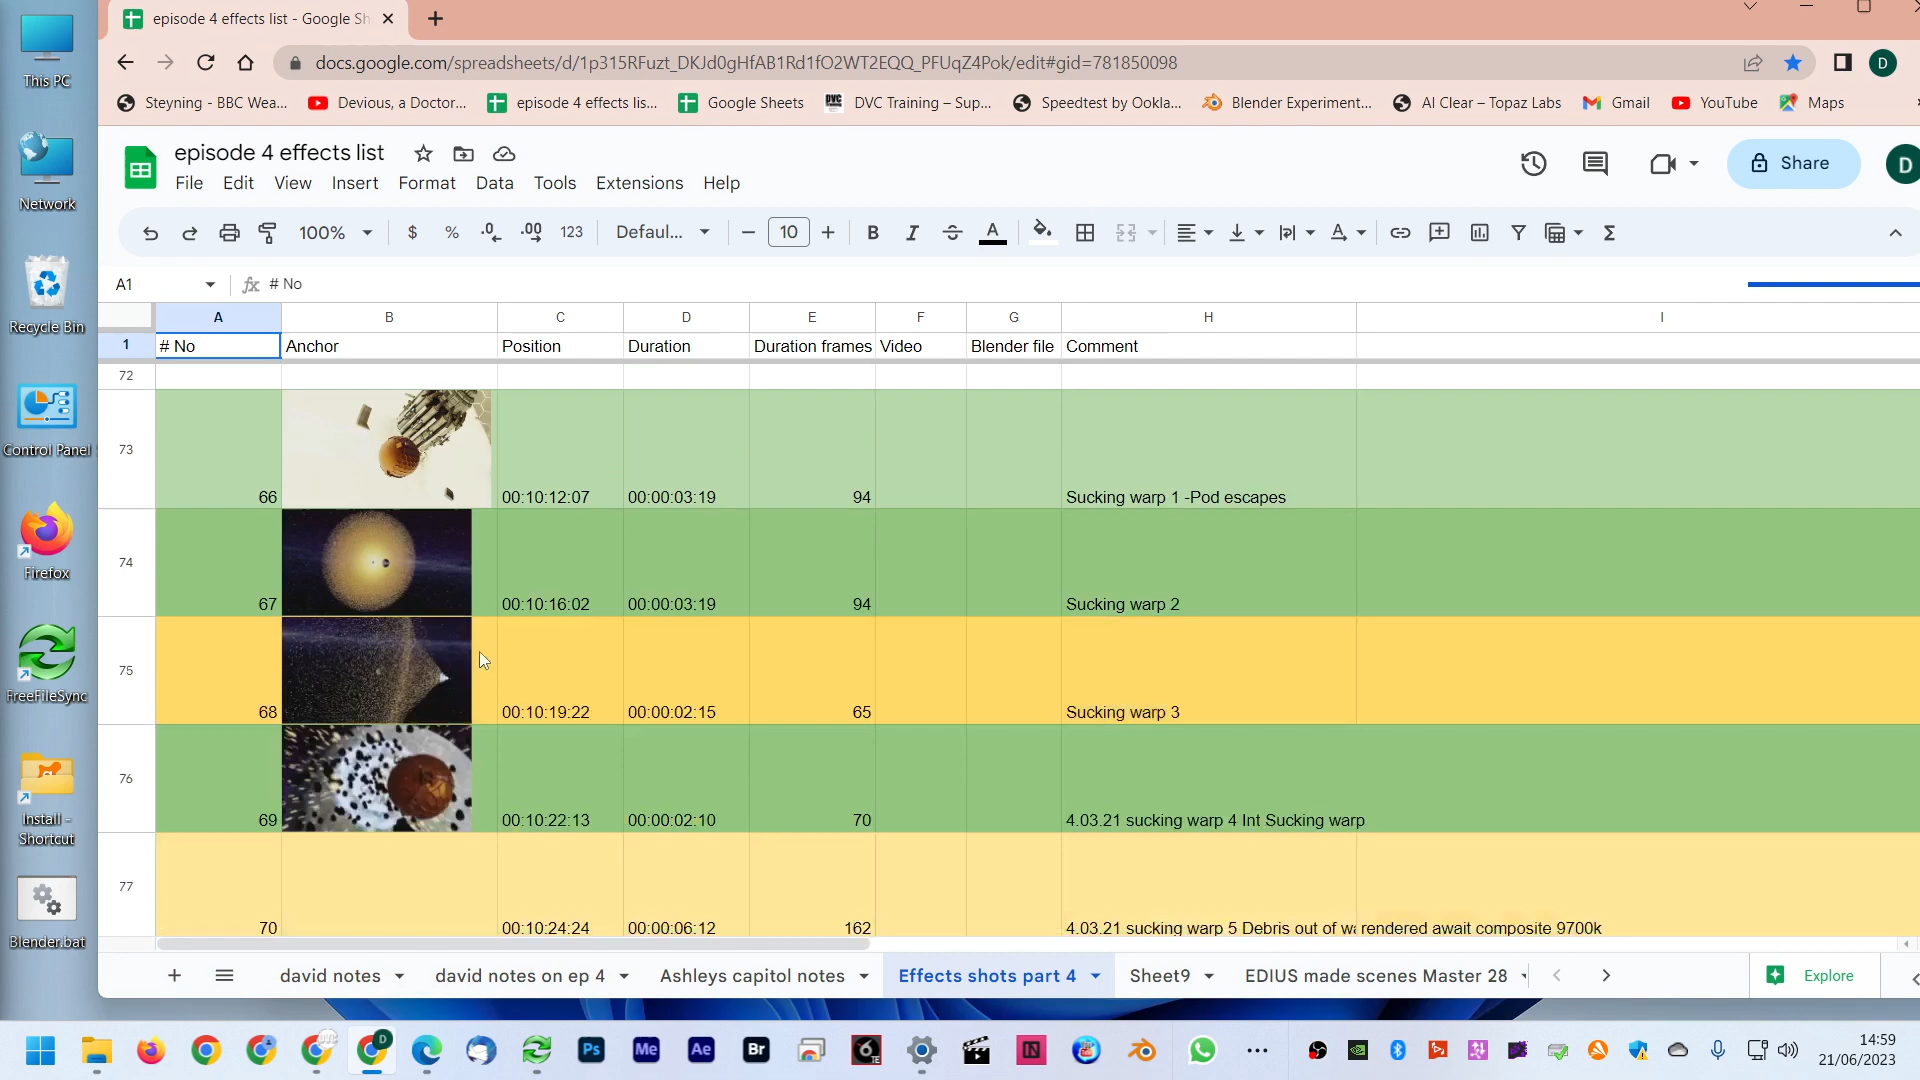 This PC
Network
Recycle Bin
Control Panel
Firefox
FreeFileSync
Install -
Shortcut
Blender.bat
episode 4 effects list - Google Sh
docs.google.com/spreadsheets/d/1p315RFuzt_DKJd0gHfAB1Rd1fO2WT2EQQ_PFUqZ4Pok/edit#gid=781850098
D
Steyning - BBC Wea... Devious, a Doctor... episode 4 effects lis... Google Sheets DVC Training – Sup... Speedtest by Ookla... Blender Experiment... AI Clear – Topaz Labs Gmail YouTube Maps
episode 4 effects list
File Edit View Insert Format Data Tools Extensions Help
Share
D
100% $ % .0 .00 123 Defaul... 10 B I A
A1 fx # No
A B C D E F G H I
1 # No Anchor Position Duration Duration frames Video Blender file Comment
72
73 66 00:10:12:07 00:00:03:19 94 Sucking warp 1 -Pod escapes
74 67 00:10:16:02 00:00:03:19 94 Sucking warp 2
75 68 00:10:19:22 00:00:02:15 65 Sucking warp 3
76 69 00:10:22:13 00:00:02:10 70 4.03.21 sucking warp 4 Int Sucking warp
77 70 00:10:24:24 00:00:06:12 162 4.03.21 sucking warp 5 Debris out of wa rendered await composite 9700k
david notes david notes on ep 4 Ashleys capitol notes Effects shots part 4 Sheet9 EDIUS made scenes Master 28 Explore
D Ps Me Ae Br 6 TE N
14:59
21/06/2023